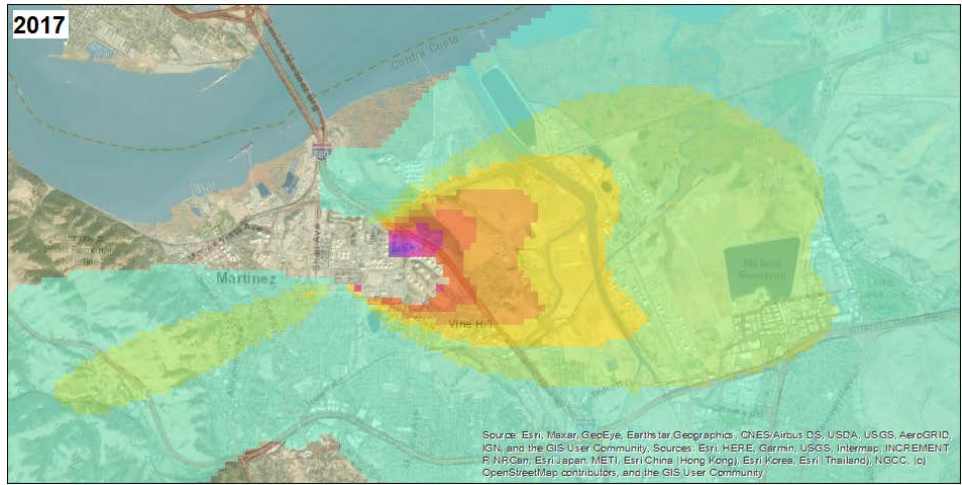 2017
Contra Costa
Martinez
Vine Hill
Mallard
Reservoir
Source: Esri, Maxar, GeoEye, Earthstar Geographics, CNES/Airbus DS, USDA, USGS, AeroGRID,
IGN, and the GIS User Community, Sources: Esri, HERE, Garmin, USGS, Intermap, INCREMENT
P, NRCan, Esri Japan, METI, Esri China (Hong Kong), Esri Korea, Esri (Thailand), NGCC, (c)
OpenStreetMap contributors, and the GIS User Community